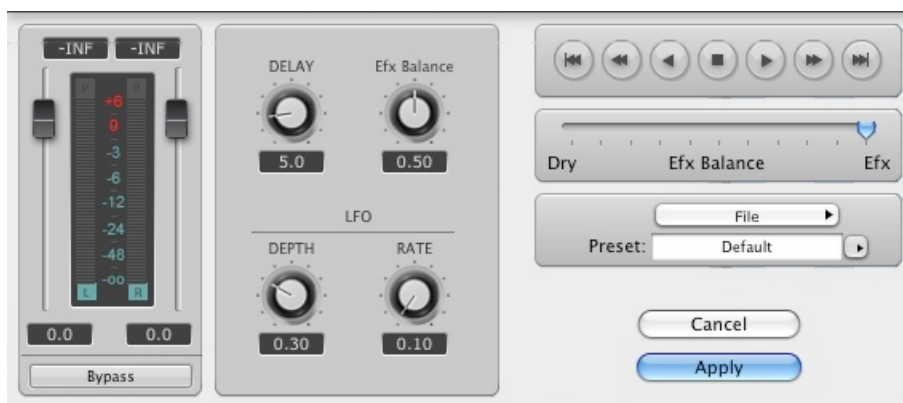 -INF -INF
P P
+6
0
-3
-6
-12
-24
-48
-oo
L R
0.0 0.0
Bypass
DELAY Efx Balance
5.0 0.50
LFO
DEPTH RATE
0.30 0.10
Dry Efx Balance Efx
File
Preset: Default
Cancel
Apply